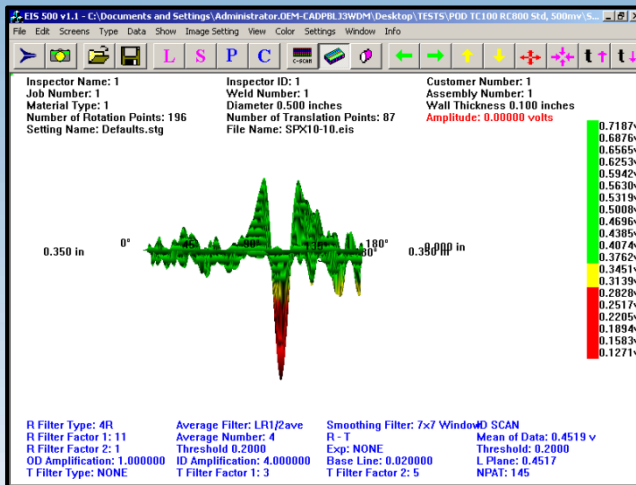 EIS 500 v1.1 - C:\Documents and Settings\Administrator.OEM-CADPBLJ3WDM\Desktop\TESTS\POD TC100 RC800 Std, 500mv\S...
File Edit Screens Type Data Show Image Setting View Color Settings Window Info
L S P C C-SCAN t t
Inspector Name: 1 Inspector ID: 1 Customer Number: 1
Job Number: 1 Weld Number: 1 Assembly Number: 1
Material Type: 1 Diameter 0.500 inches Wall Thickness 0.100 inches
Number of Rotation Points: 196 Number of Translation Points: 87 Amplitude: 0.00000 volts
Setting Name: Defaults.stg File Name: SPX10-10.eis
0.7187v
0.6876v
0.6565v
0.6253v
0.5942v
0.5630v
0.5319v
0.5008v
0.4696v
0.4385v
0.4074v
0.3762v
0.3451v
0.3139v
0.2828v
0.2517v
0.2205v
0.1894v
0.1583v
0.1271v
0.350 in 0° 45° 90° 135° 180° 0.000 in
R Filter Type: 4R Average Filter: LR1/2ave Smoothing Filter: 7x7 Window ID SCAN
R Filter Factor 1: 11 Average Number: 4 R - T Mean of Data: 0.4519 v
R Filter Factor 2: 1 Threshold 0.2000 Exp: NONE Threshold: 0.2000
OD Amplification: 1.000000 ID Amplification: 4.000000 Base Line: 0.020000 L Plane: 0.4517
T Filter Type: NONE T Filter Factor 1: 3 T Filter Factor 2: 5 NPAT: 145